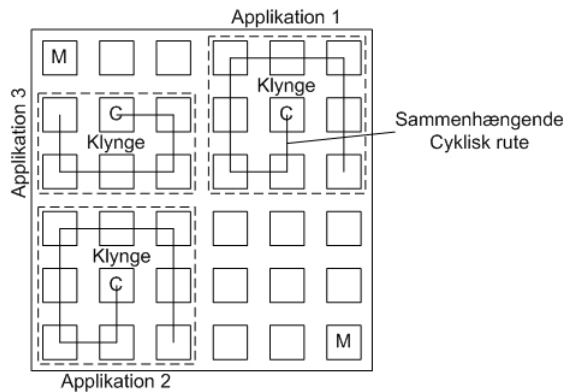 Applikation 1
M
Klynge
C
C
Klynge
Applikation 3
Sammenhængende
Cyklisk rute
Klynge
C
M
Applikation 2